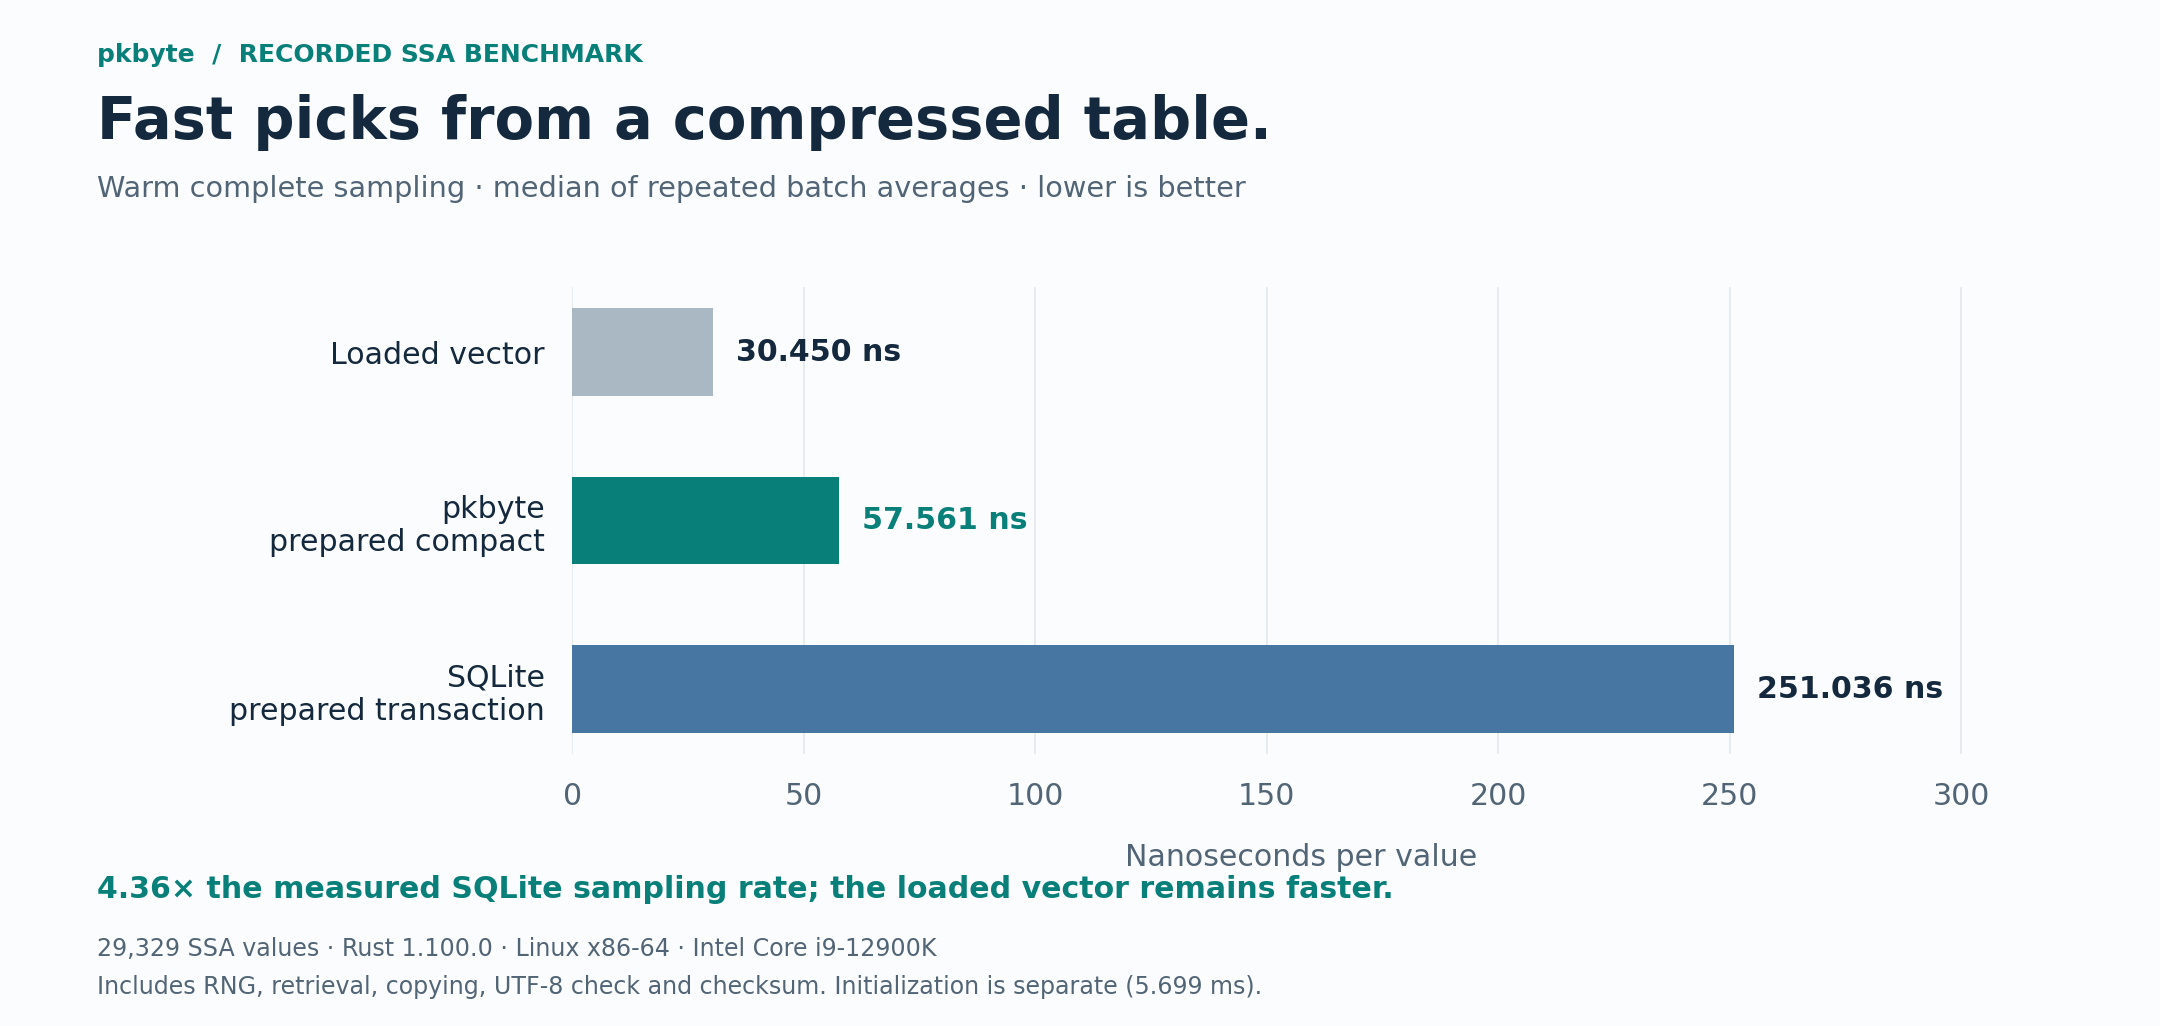 pkbyte / RECORDED SSA BENCHMARK
Fast picks from a compressed table.
Warm complete sampling · median of repeated batch averages · lower is better
Loaded vector
30.450 ns
pkbyte
prepared compact
57.561 ns
SQLite
prepared transaction
251.036 ns
0 50 100 150 200 250 300
Nanoseconds per value
4.36× the measured SQLite sampling rate; the loaded vector remains faster.
29,329 SSA values · Rust 1.100.0 · Linux x86-64 · Intel Core i9-12900K
Includes RNG, retrieval, copying, UTF-8 check and checksum. Initialization is separate (5.699 ms).